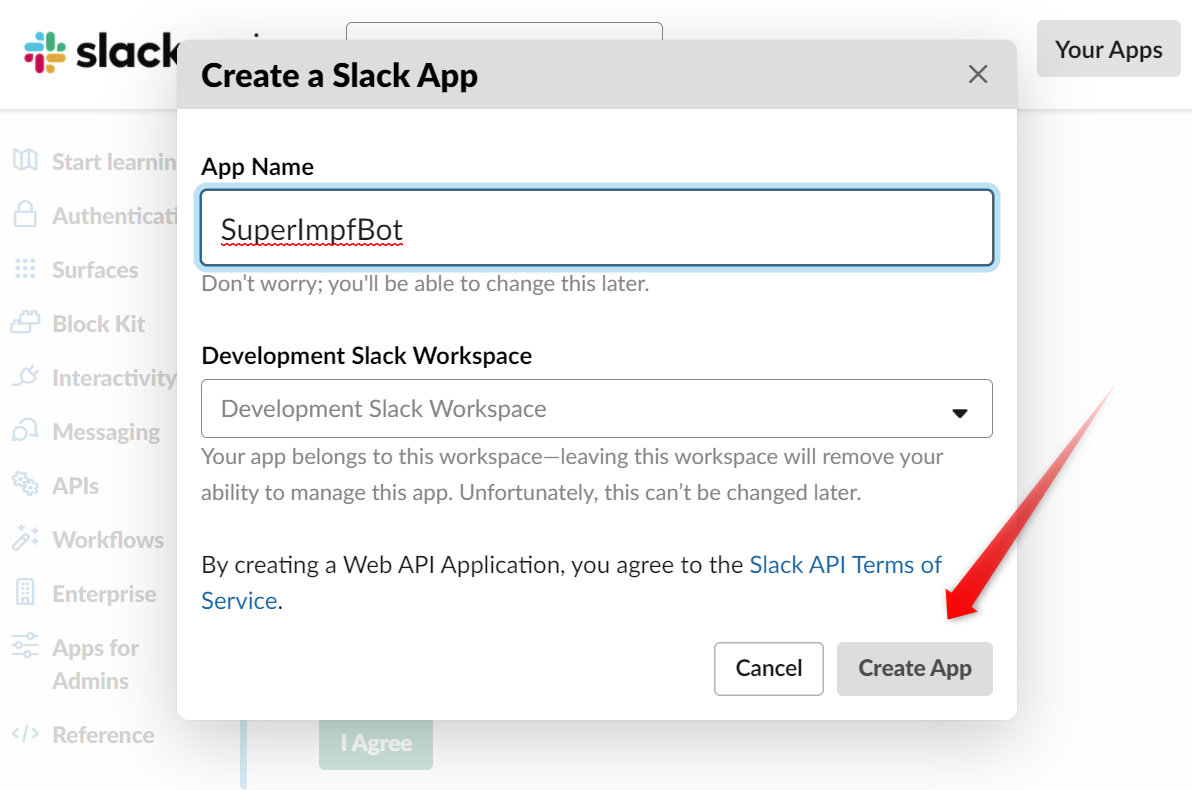 slack
Your Apps
Create a Slack App
Start learnin
Authenticati
Surfaces
Block Kit
Interactivity
Messaging
APIs
Workflows
Enterprise
Apps for
Admins
Reference
App Name
SuperImpfBot
Don’t worry; you'll be able to change this later.
Development Slack Workspace
Development Slack Workspace
Your app belongs to this workspace—leaving this workspace will remove your
ability to manage this app. Unfortunately, this can’t be changed later.
By creating a Web API Application, you agree to the Slack API Terms of
Service.
Cancel
Create App
I Agree